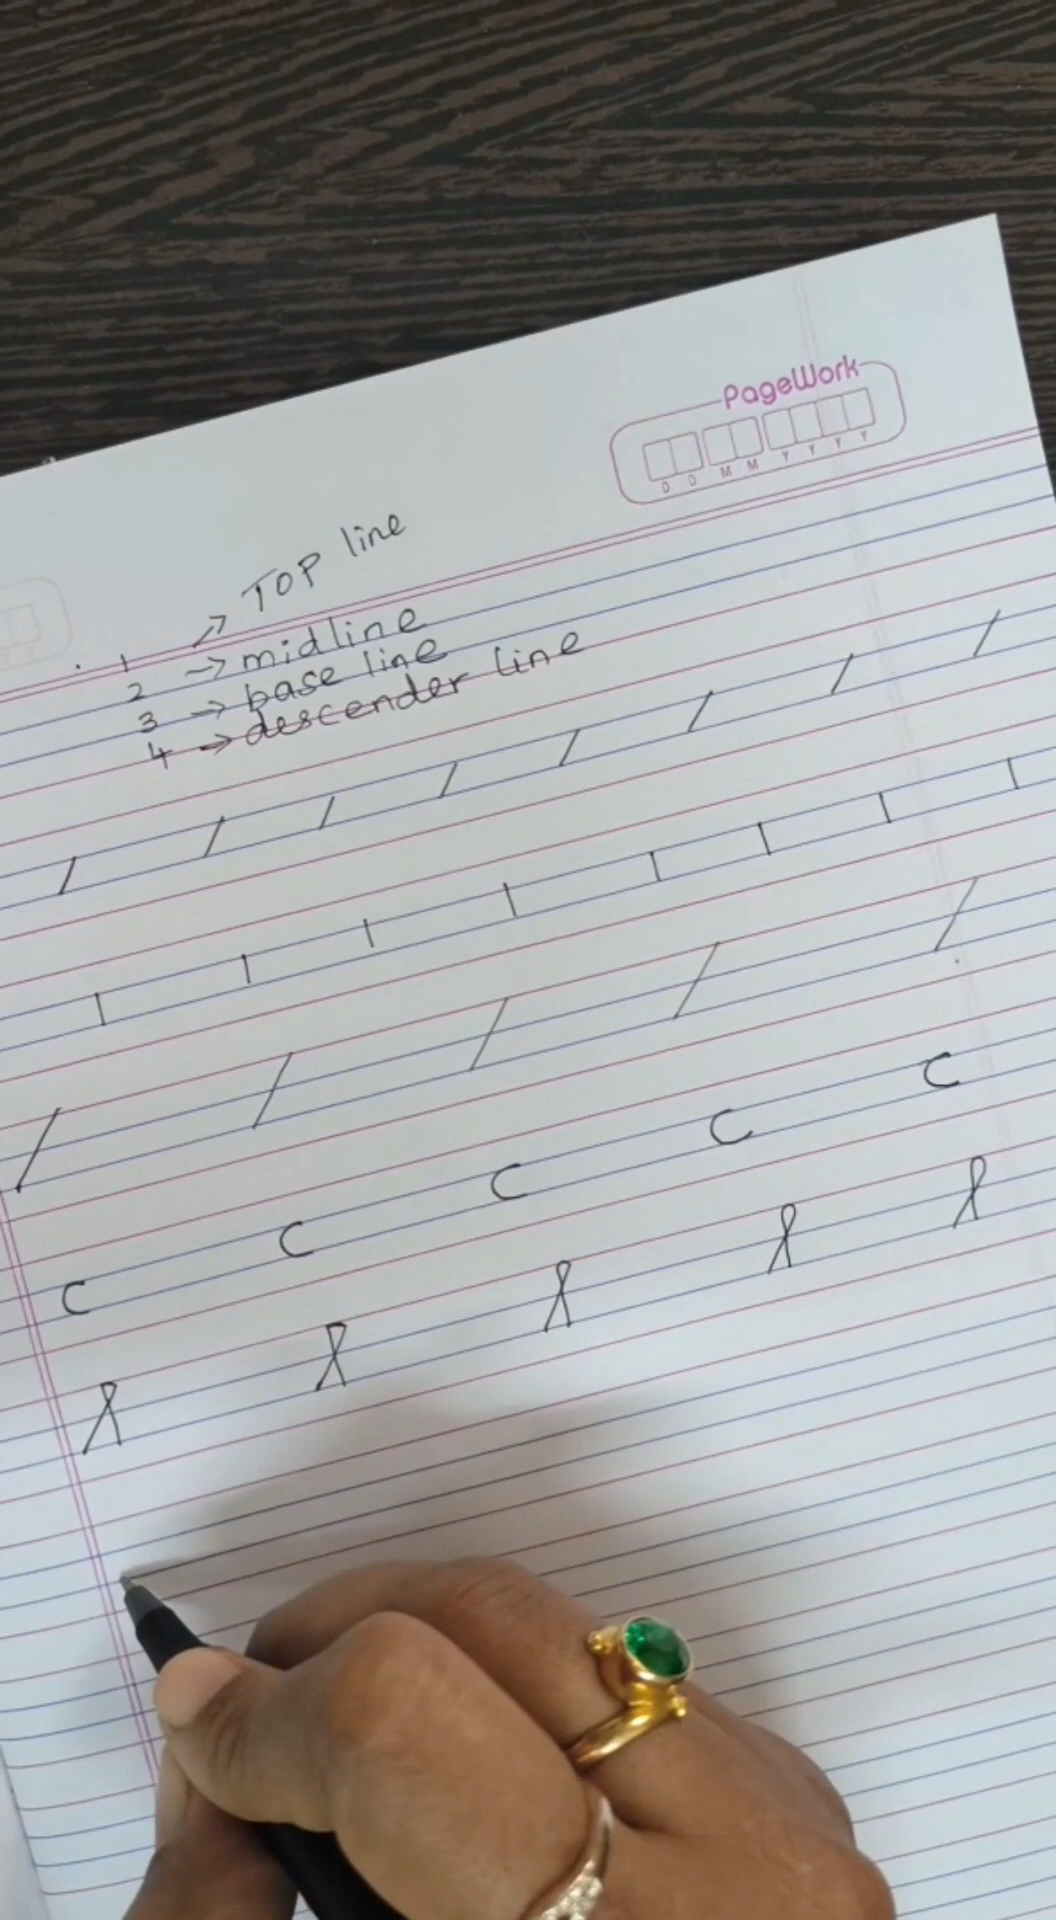 PageWork
D D M M Y Y Y Y
1 → TOP line
2 → midline
3 → base line
4 → descender line
/ / / / / / / /
| | | | | | | |
/ / / / /
c c c c c